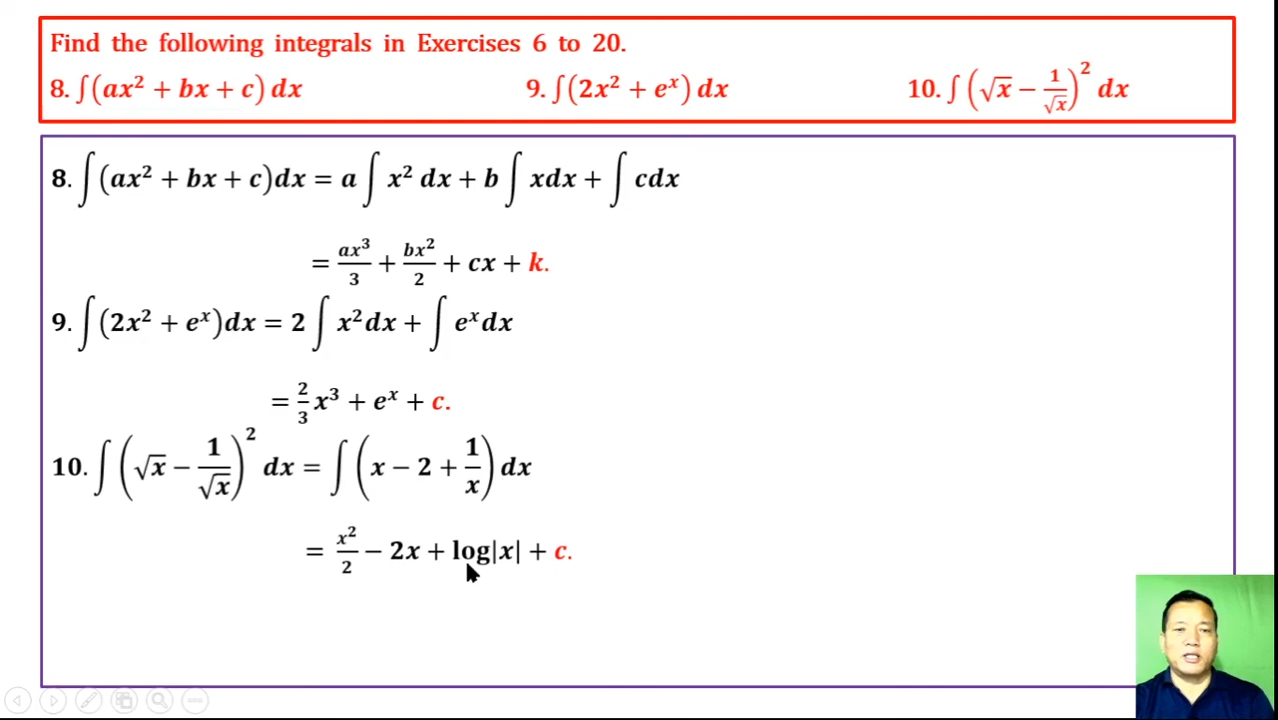 Find the following integrals in Exercises 6 to 20.
8. ∫(ax² + bx + c) dx 9. ∫(2x² + eˣ) dx 10. ∫(√x − 1/√x)² dx
8. ∫(ax² + bx + c)dx = a ∫ x² dx + b ∫ xdx + ∫ cdx
= ax³/3 + bx²/2 + cx + k.
9. ∫(2x² + eˣ)dx = 2 ∫ x²dx + ∫ eˣdx
= 2/3 x³ + eˣ + c.
10. ∫(√x − 1/√x)² dx = ∫(x − 2 + 1/x) dx
= x²/2 − 2x + log|x| + c.